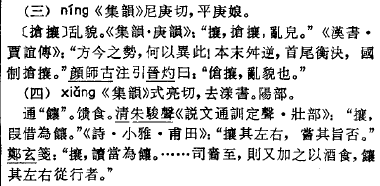 (三) níng《集韻》尼庚切,平庚娘。
〔搶攘〕亂貌。《集韻·庚韻》:“攘,搶攘,亂皃。”《漢書·
賈誼傳》:“方今之勢,何以異此!本末舛逆,首尾衡決,國
制搶攘。”顔師古注引晉灼曰:“搶攘,亂貌也。”
(四) xiǎng《集韻》式亮切,去漾書。陽部。
通“饟”。饋食。清朱駿聲《説文通訓定聲·壯部》:“攘,
叚借為饟。”《詩·小雅·甫田》:“攘其左右,嘗其旨否。”
鄭玄箋:“攘,讀當為饟。……司嗇至,則又加之以酒食,饟
其左右從行者。”